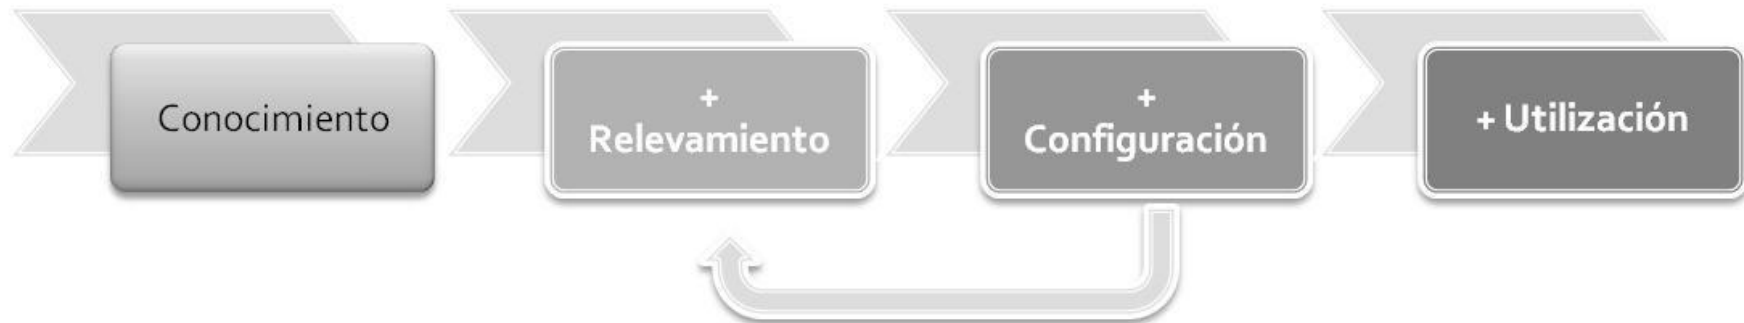 Conocimiento
+
Relevamiento
+
Configuración
+ Utilización